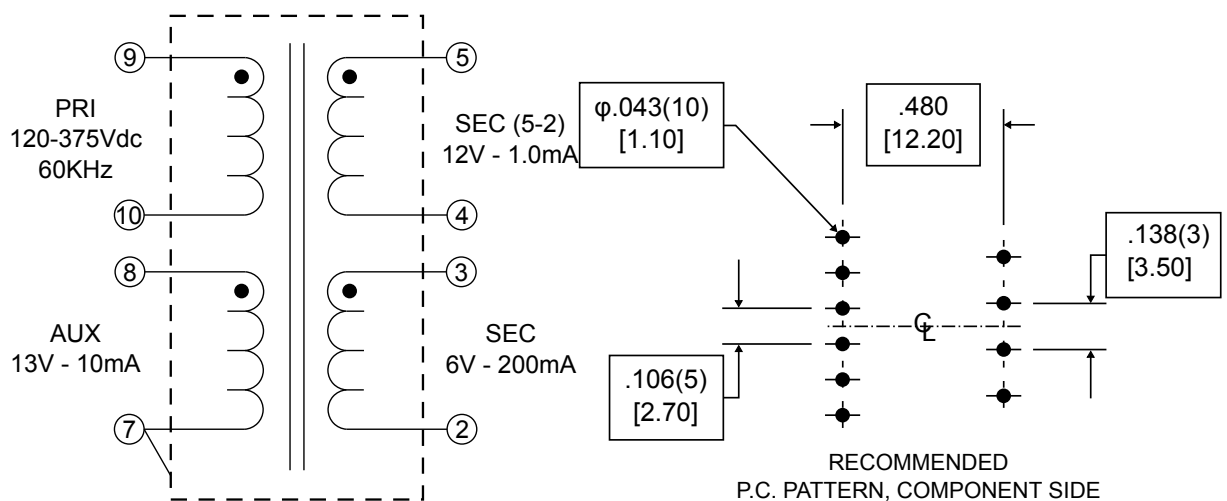 9
5
PRI
120-375Vdc
60KHz
SEC (5-2)
12V - 1.0mA
10
4
8
3
AUX
13V - 10mA
SEC
6V - 200mA
7
2
φ.043(10)
[1.10]
.480
[12.20]
.138(3)
[3.50]
CL
.106(5)
[2.70]
RECOMMENDED
P.C. PATTERN, COMPONENT SIDE